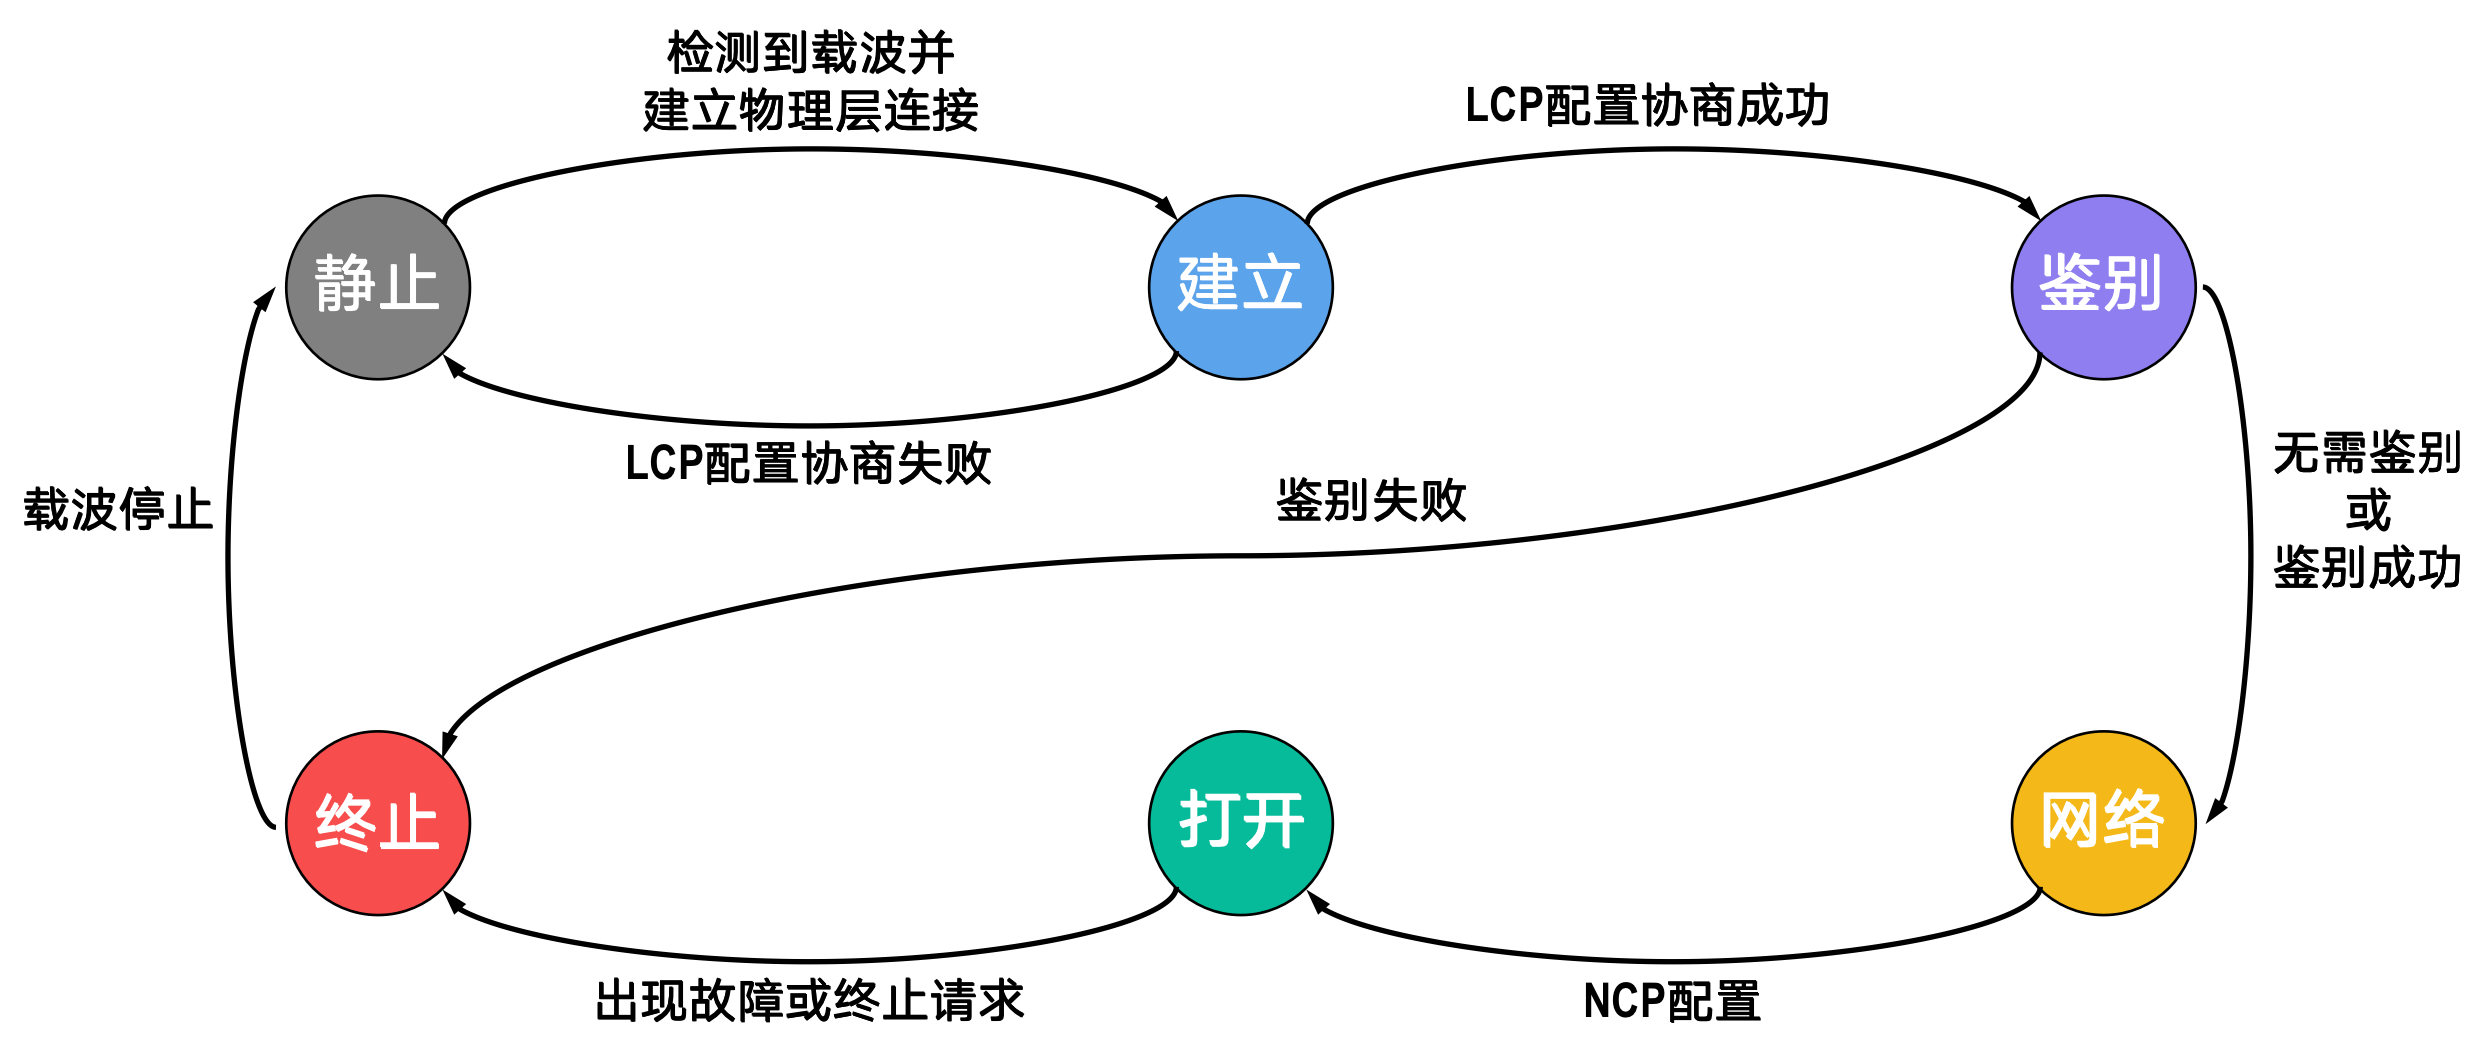 检测到载波并
建立物理层连接
LCP配置协商成功
静止
建立
鉴别
LCP配置协商失败
载波停止
鉴别失败
无需鉴别
或
鉴别成功
终止
打开
网络
出现故障或终止请求
NCP配置